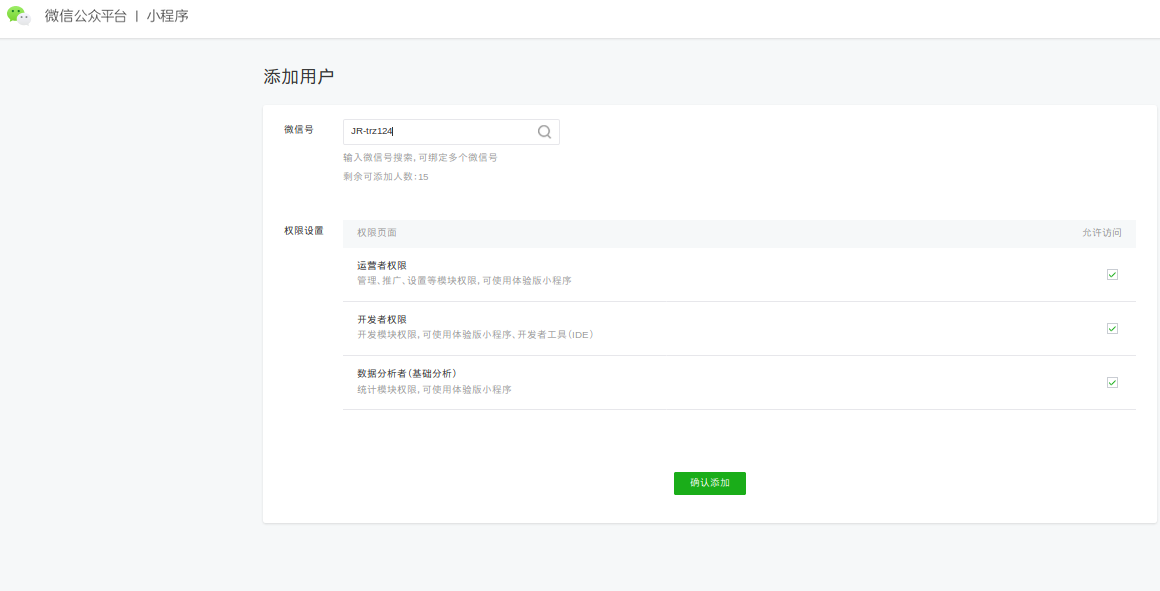 微信公众平台 | 小程序
添加用户
微信号 JR-trz124
输入微信号搜索,可绑定多个微信号
剩余可添加人数:15
权限设置 权限页面 允许访问
运营者权限
管理、推广、设置等模块权限,可使用体验版小程序
开发者权限
开发模块权限,可使用体验版小程序、开发者工具(IDE)
数据分析者(基础分析)
统计模块权限,可使用体验版小程序
确认添加